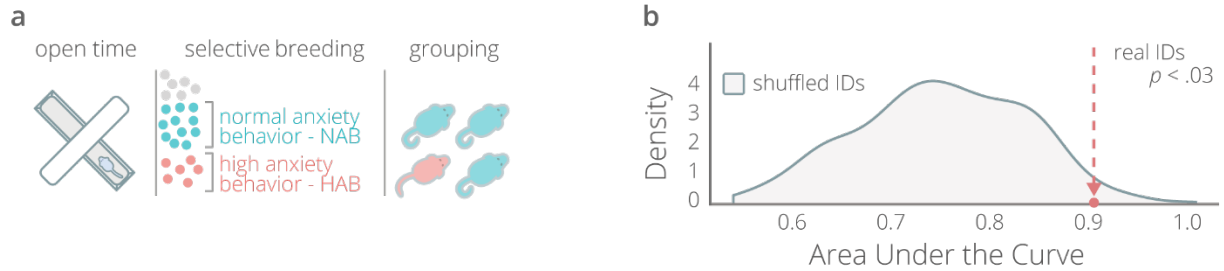 a
open time
selective breeding
grouping
normal anxiety
behavior - NAB
high anxiety
behavior - HAB
b
real IDs
p < .03
shuffled IDs
Density
4
3
2
1
0
0.6 0.7 0.8 0.9 1.0
Area Under the Curve